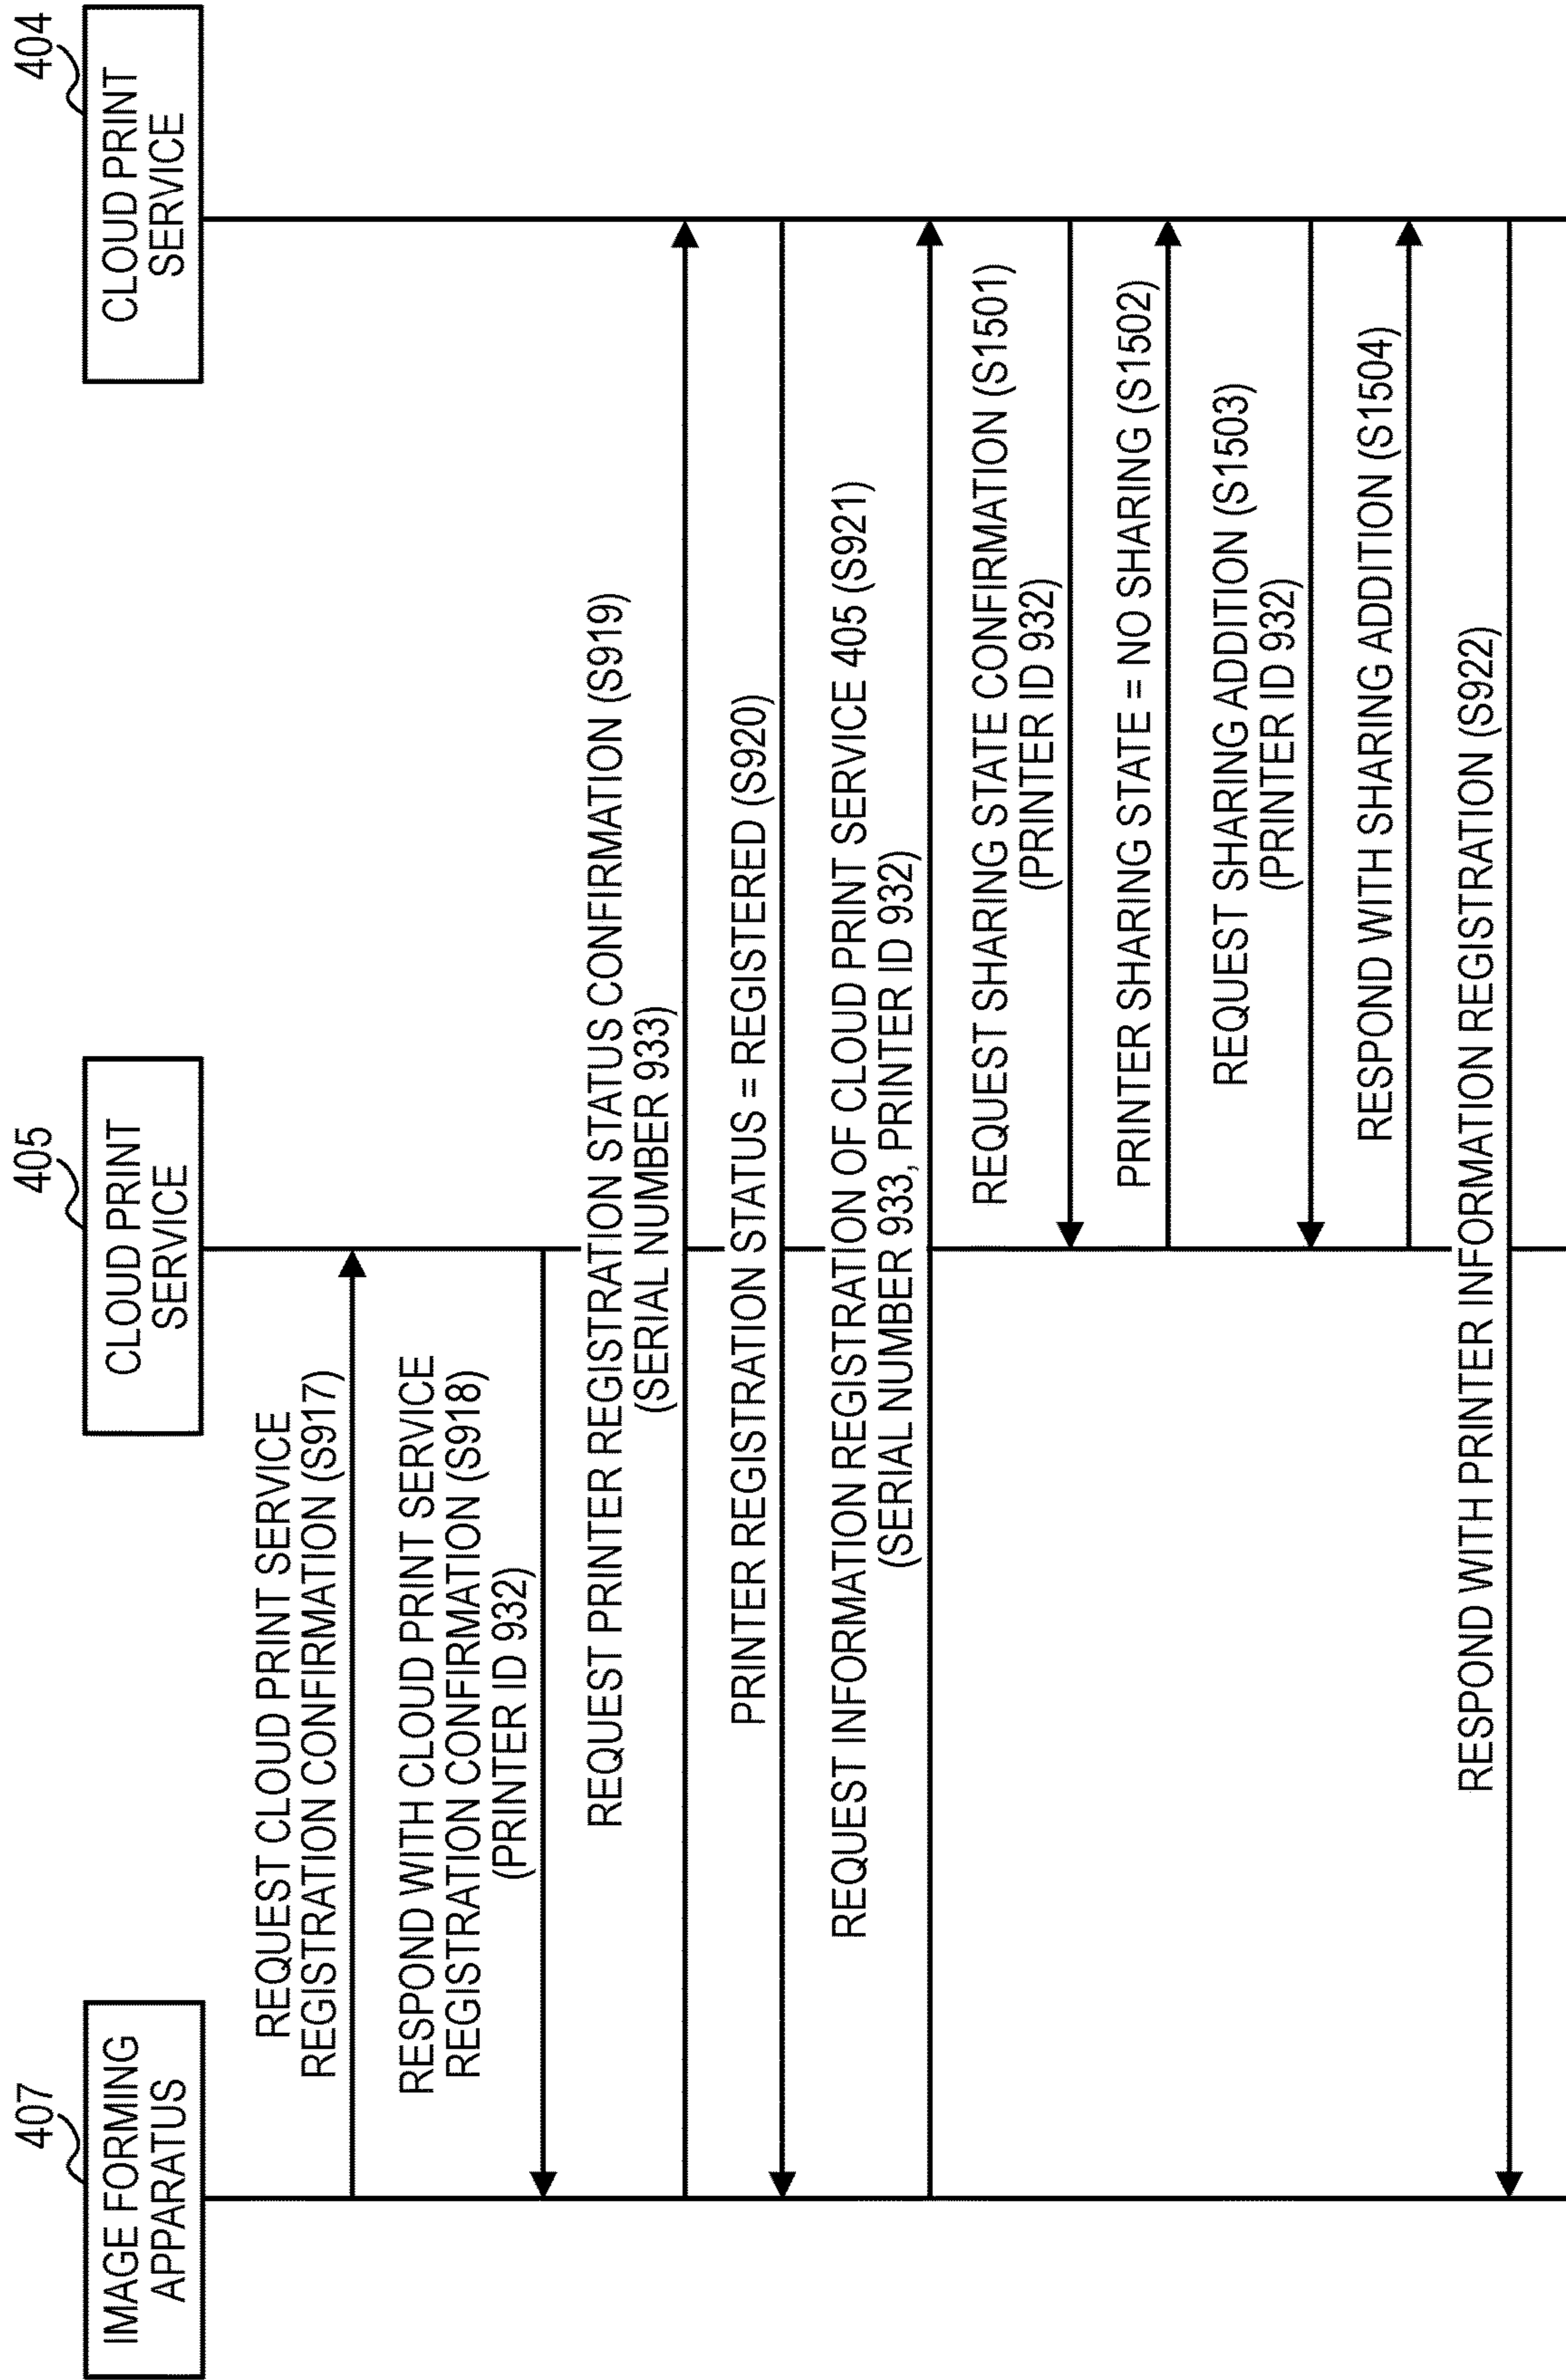 407
IMAGE FORMING
APPARATUS
405
CLOUD PRINT
SERVICE
404
CLOUD PRINT
SERVICE
REQUEST CLOUD PRINT SERVICE
REGISTRATION CONFIRMATION (S917)
RESPOND WITH CLOUD PRINT SERVICE
REGISTRATION CONFIRMATION (S918)
(PRINTER ID 932)
REQUEST PRINTER REGISTRATION STATUS CONFIRMATION (S919)
(SERIAL NUMBER 933)
PRINTER REGISTRATION STATUS = REGISTERED (S920)
REQUEST INFORMATION REGISTRATION OF CLOUD PRINT SERVICE 405 (S921)
(SERIAL NUMBER 933, PRINTER ID 932)
REQUEST SHARING STATE CONFIRMATION (S1501)
(PRINTER ID 932)
PRINTER SHARING STATE = NO SHARING (S1502)
REQUEST SHARING ADDITION (S1503)
(PRINTER ID 932)
RESPOND WITH SHARING ADDITION (S1504)
RESPOND WITH PRINTER INFORMATION REGISTRATION (S922)